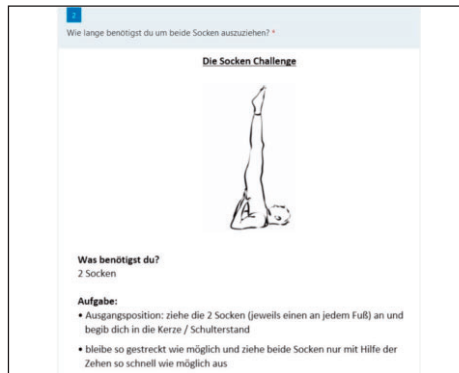 2
Wie lange benötigst du um beide Socken auszuziehen? *
Die Socken Challenge
Was benötigst du?
2 Socken
Aufgabe:
• Ausgangsposition: ziehe die 2 Socken (jeweils einen an jedem Fuß) an und
begib dich in die Kerze / Schulterstand
• bleibe so gestreckt wie möglich und ziehe beide Socken nur mit Hilfe der
Zehen so schnell wie möglich aus